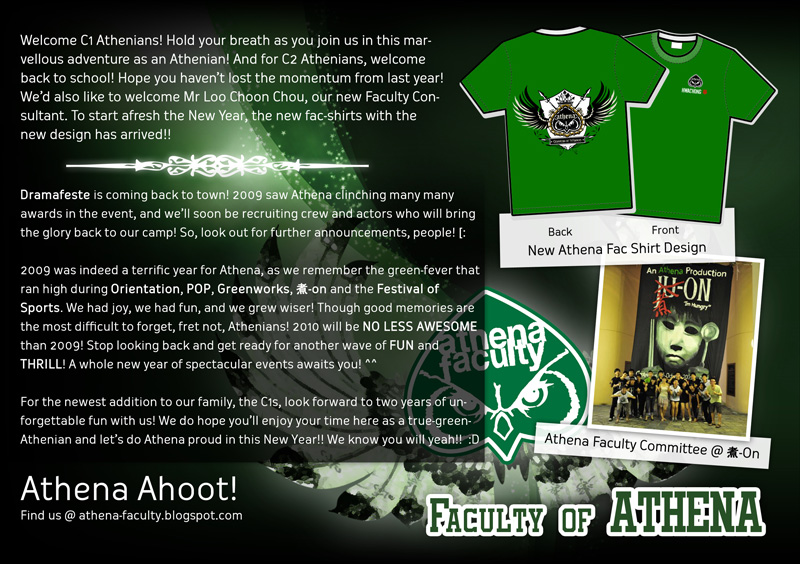 Welcome C1 Athenians! Hold your breath as you join us in this mar-
vellous adventure as an Athenian! And for C2 Athenians, welcome
back to school! Hope you haven't lost the momentum from last year!
We'd also like to welcome Mr Loo Choon Chou, our new Faculty Con-
sultant. To start afresh the New Year, the new fac-shirts with the
new design has arrived!!
Dramafeste is coming back to town! 2009 saw Athena clinching many many
awards in the event, and we'll soon be recruiting crew and actors who will bring
the glory back to our camp! So, look out for further announcements, people! [:
2009 was indeed a terrific year for Athena, as we remember the green-fever that
ran high during Orientation, POP, Greenworks, 煮-on and the Festival of
Sports. We had joy, we had fun, and we grew wiser! Though good memories are
the most difficult to forget, fret not, Athenians! 2010 will be NO LESS AWESOME
than 2009! Stop looking back and get ready for another wave of FUN and
THRILL! A whole new year of spectacular events awaits you! ^^
For the newest addition to our family, the C1s, look forward to two years of un-
forgettable fun with us! We do hope you'll enjoy your time here as a true-green-
Athenian and let's do Athena proud in this New Year!! We know you will yeah!! :D
Athena Ahoot!
Find us @ athena-faculty.blogspot.com
athena
HWACHONG
Back
Front
New Athena Fac Shirt Design
An Athena Production
JU-ON
煮
"Im Hungry"
Athena Faculty Committee @ 煮-On
athena
faculty
FACULTY OF ATHENA